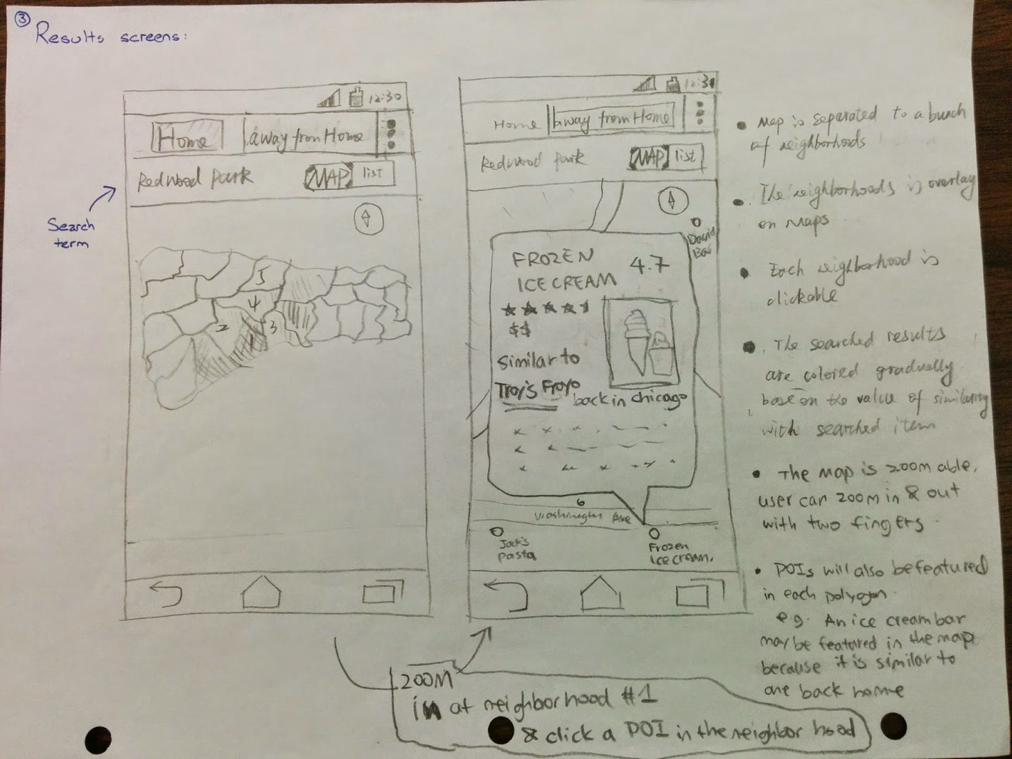 ③
Results screens:
12:30
Home
away from Home
Redwood Park
MAP
list
Search
term
5
4
2
3
1
12:31
Home
away from Home
Redwood park
MAP
list
FROZEN
ICE CREAM
4.7
$$
Similar to
Troy's Froyo
back in chicago
6
Washington Ave
Jack's
pasta
Frozen
Ice cream.
ZOOM
in at neighborhood #1
& click a POI in the neighbor hood
• Map is separated to a bunch
of neighborhoods
• The neighborhoods is overlay
on Maps
• Each neighborhood is
clickable
• The searched results
are colored gradually
base on the value of similarity
with searched item
• The map is zoom able,
user can zoom in & out
with two fingers.
• POIs will also be featured
in each polygon
e.g. An ice cream bar
may be featured in the map
because it is similar to
one back home